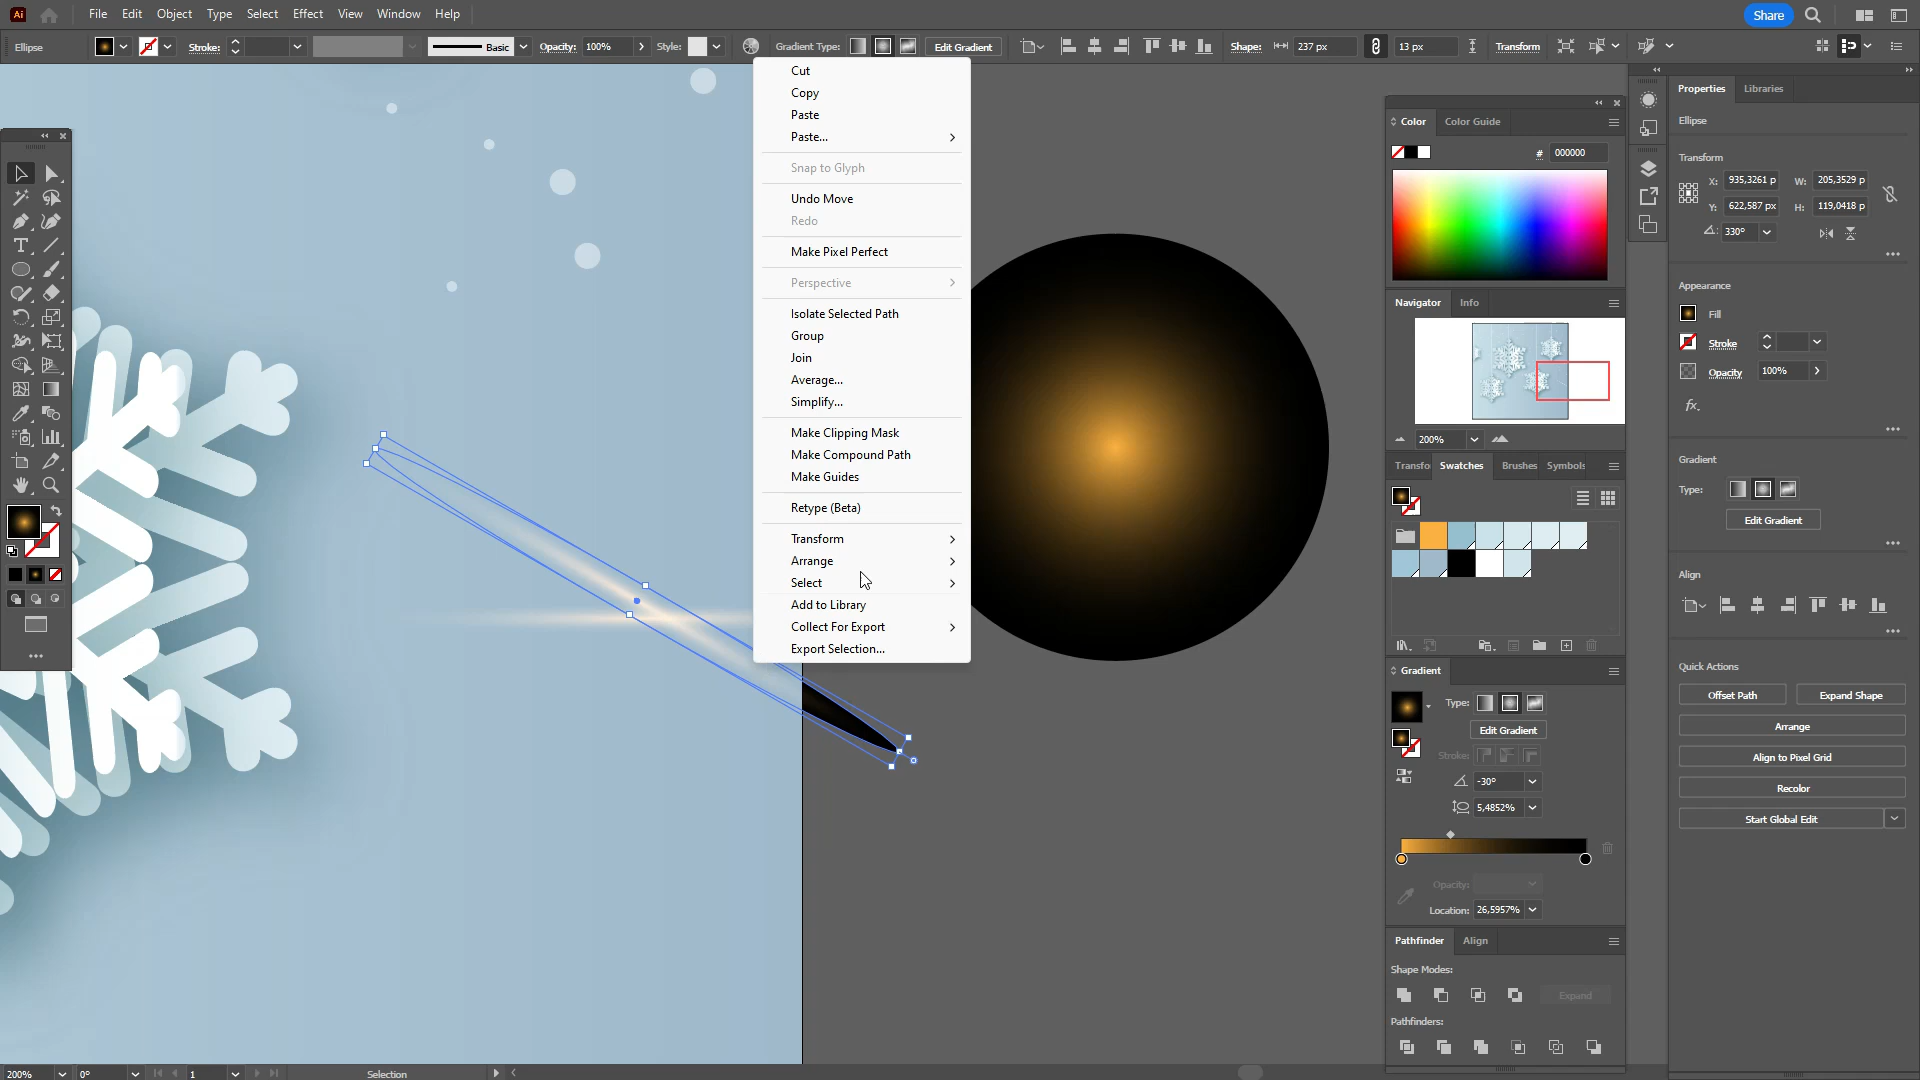 Ai File Edit Object Type Select Effect View Window Help Share
Ellipse Stroke: Basic Opacity: 100% Style: Gradient Type: Edit Gradient Shape: 237 px 13 px Transform
Cut
Copy
Paste
Paste...
Snap to Glyph
Undo Move
Redo
Make Pixel Perfect
Perspective
Isolate Selected Path
Group
Join
Average...
Simplify...
Make Clipping Mask
Make Compound Path
Make Guides
Retype (Beta)
Transform
Arrange
Select
Add to Library
Collect For Export
Export Selection...
Color Color Guide
# 000000
Navigator Info
200%
Transfo Swatches Brushes Symbols
Gradient
Type:
Edit Gradient
Stroke:
-30°
5,4852%
Opacity:
Location: 26,5957%
Pathfinder Align
Shape Modes:
Expand
Pathfinders:
Properties Libraries
Ellipse
Transform
X: 935,3261 p W: 205,3529 p
Y: 622,587 px H: 119,0418 p
330°
Appearance
Fill
Stroke
Opacity 100%
fx.
Gradient
Type:
Edit Gradient
Align
Quick Actions
Offset Path Expand Shape
Arrange
Align to Pixel Grid
Recolor
Start Global Edit
200% 0° 1 Selection